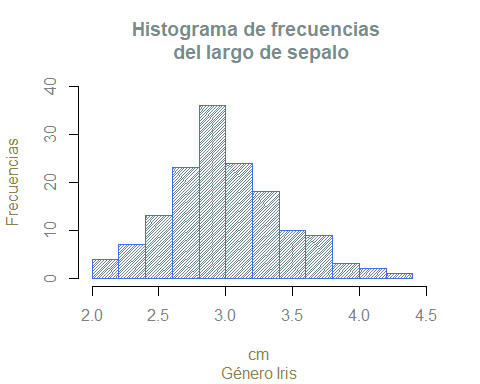 Histograma de frecuencias
del largo de sepalo
Frecuencias
40
30
20
10
0
2.0 2.5 3.0 3.5 4.0 4.5
cm
Género Iris